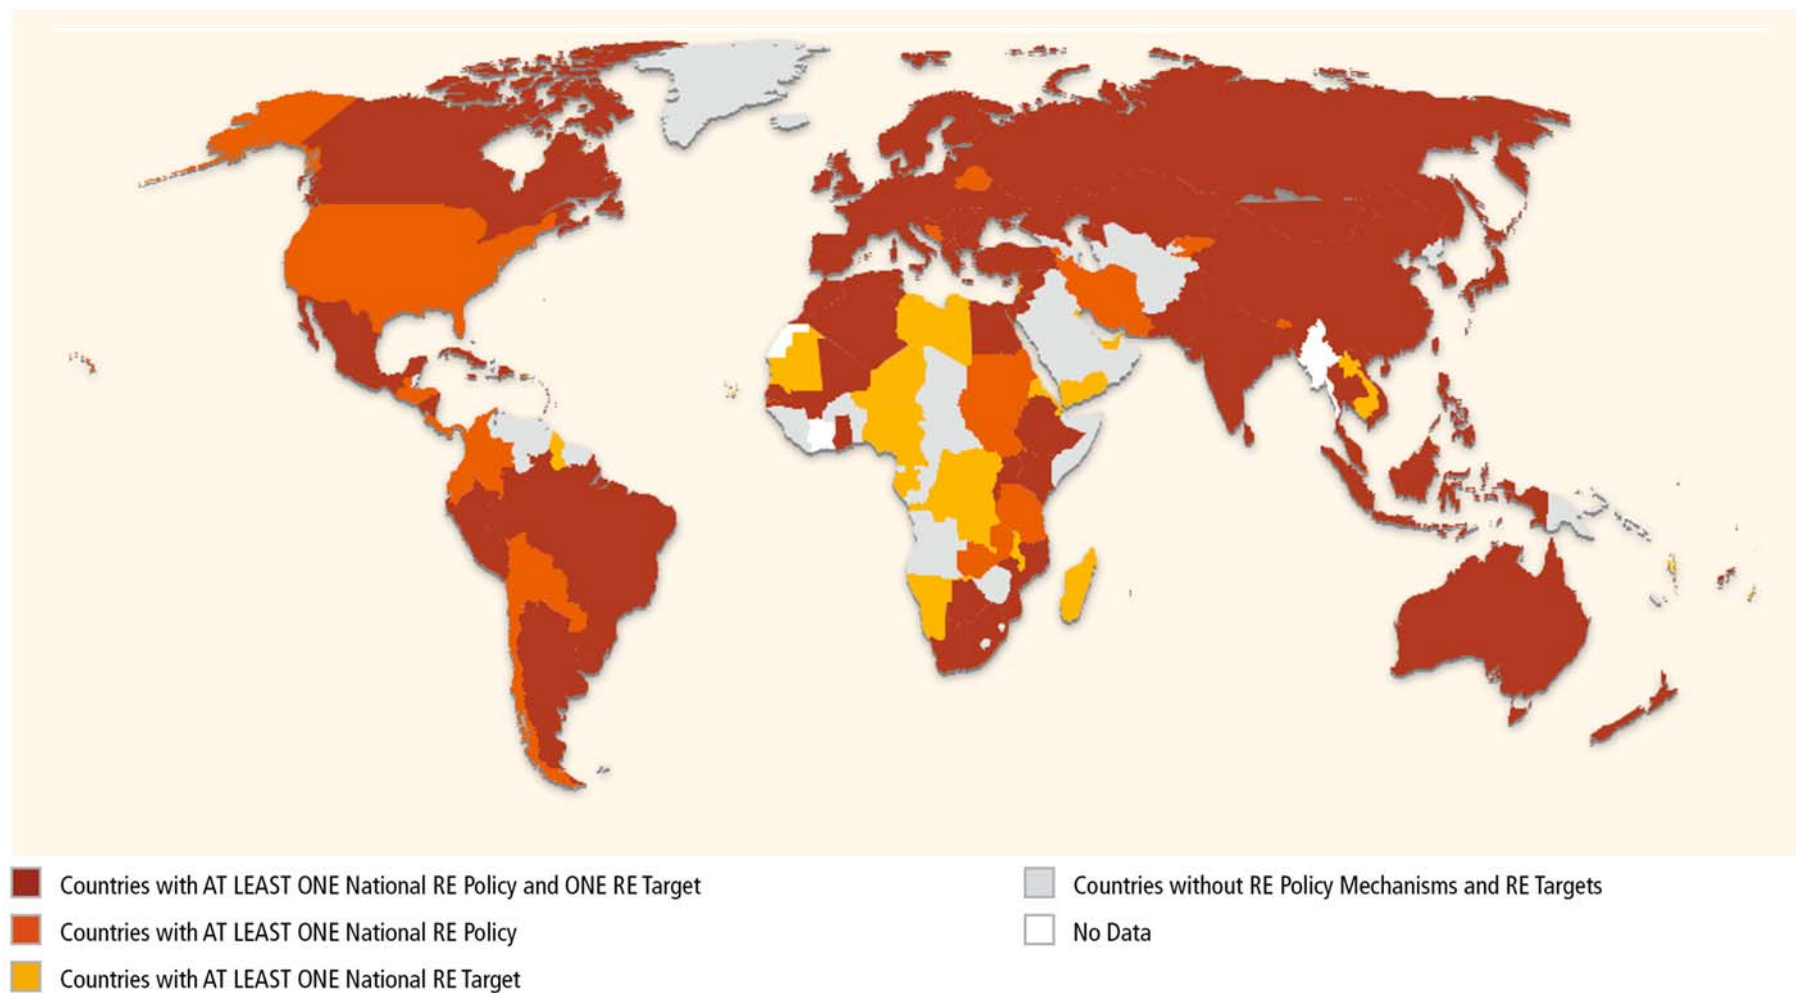 Countries with AT LEAST ONE National RE Policy and ONE RE Target
Countries with AT LEAST ONE National RE Policy
Countries with AT LEAST ONE National RE Target
Countries without RE Policy Mechanisms and RE Targets
No Data